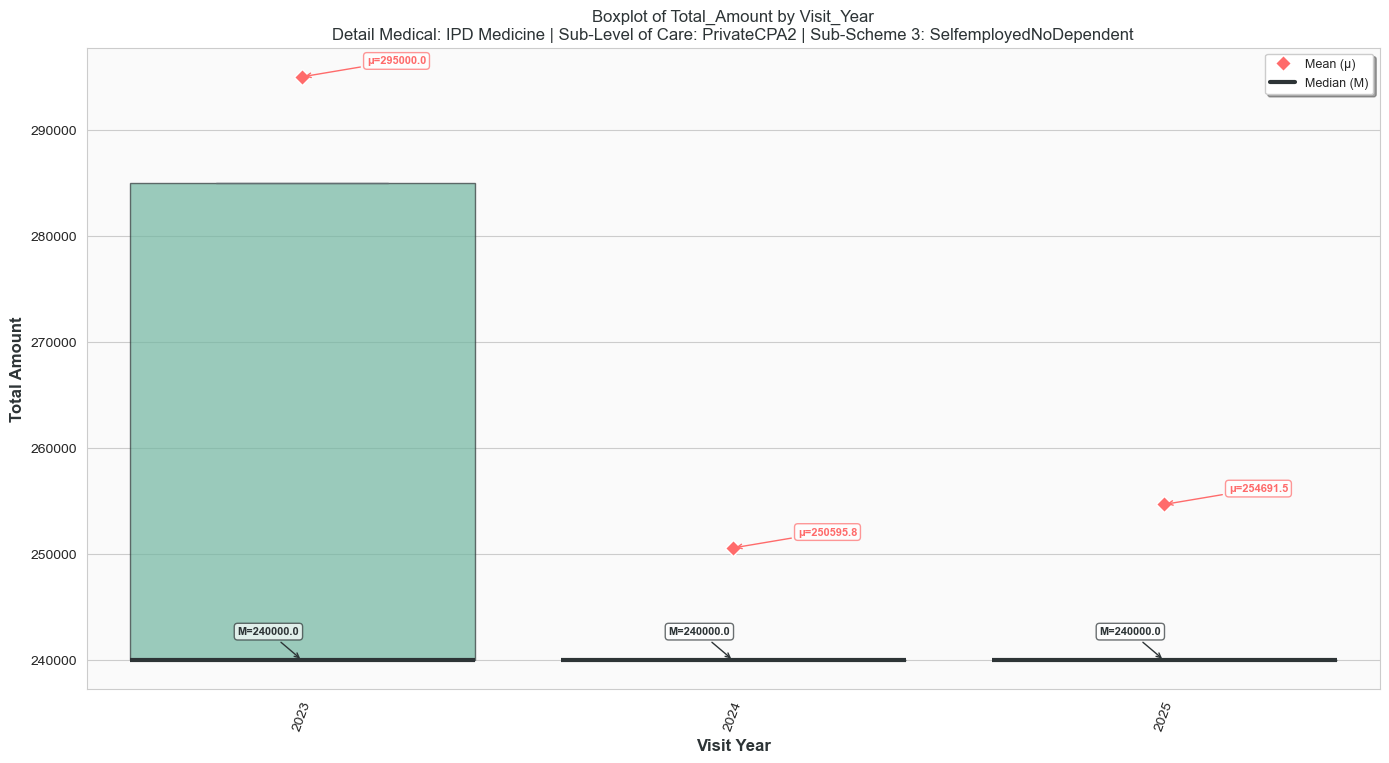 Boxplot of Total_Amount by Visit_Year
Detail Medical: IPD Medicine | Sub-Level of Care: PrivateCPA2 | Sub-Scheme 3: SelfemployedNoDependent
μ=295000.0
Mean (μ)
Median (M)
290000
280000
270000
260000
250000
240000
Total Amount
μ=254691.5
μ=250595.8
M=240000.0
M=240000.0
M=240000.0
2023
2024
2025
Visit Year